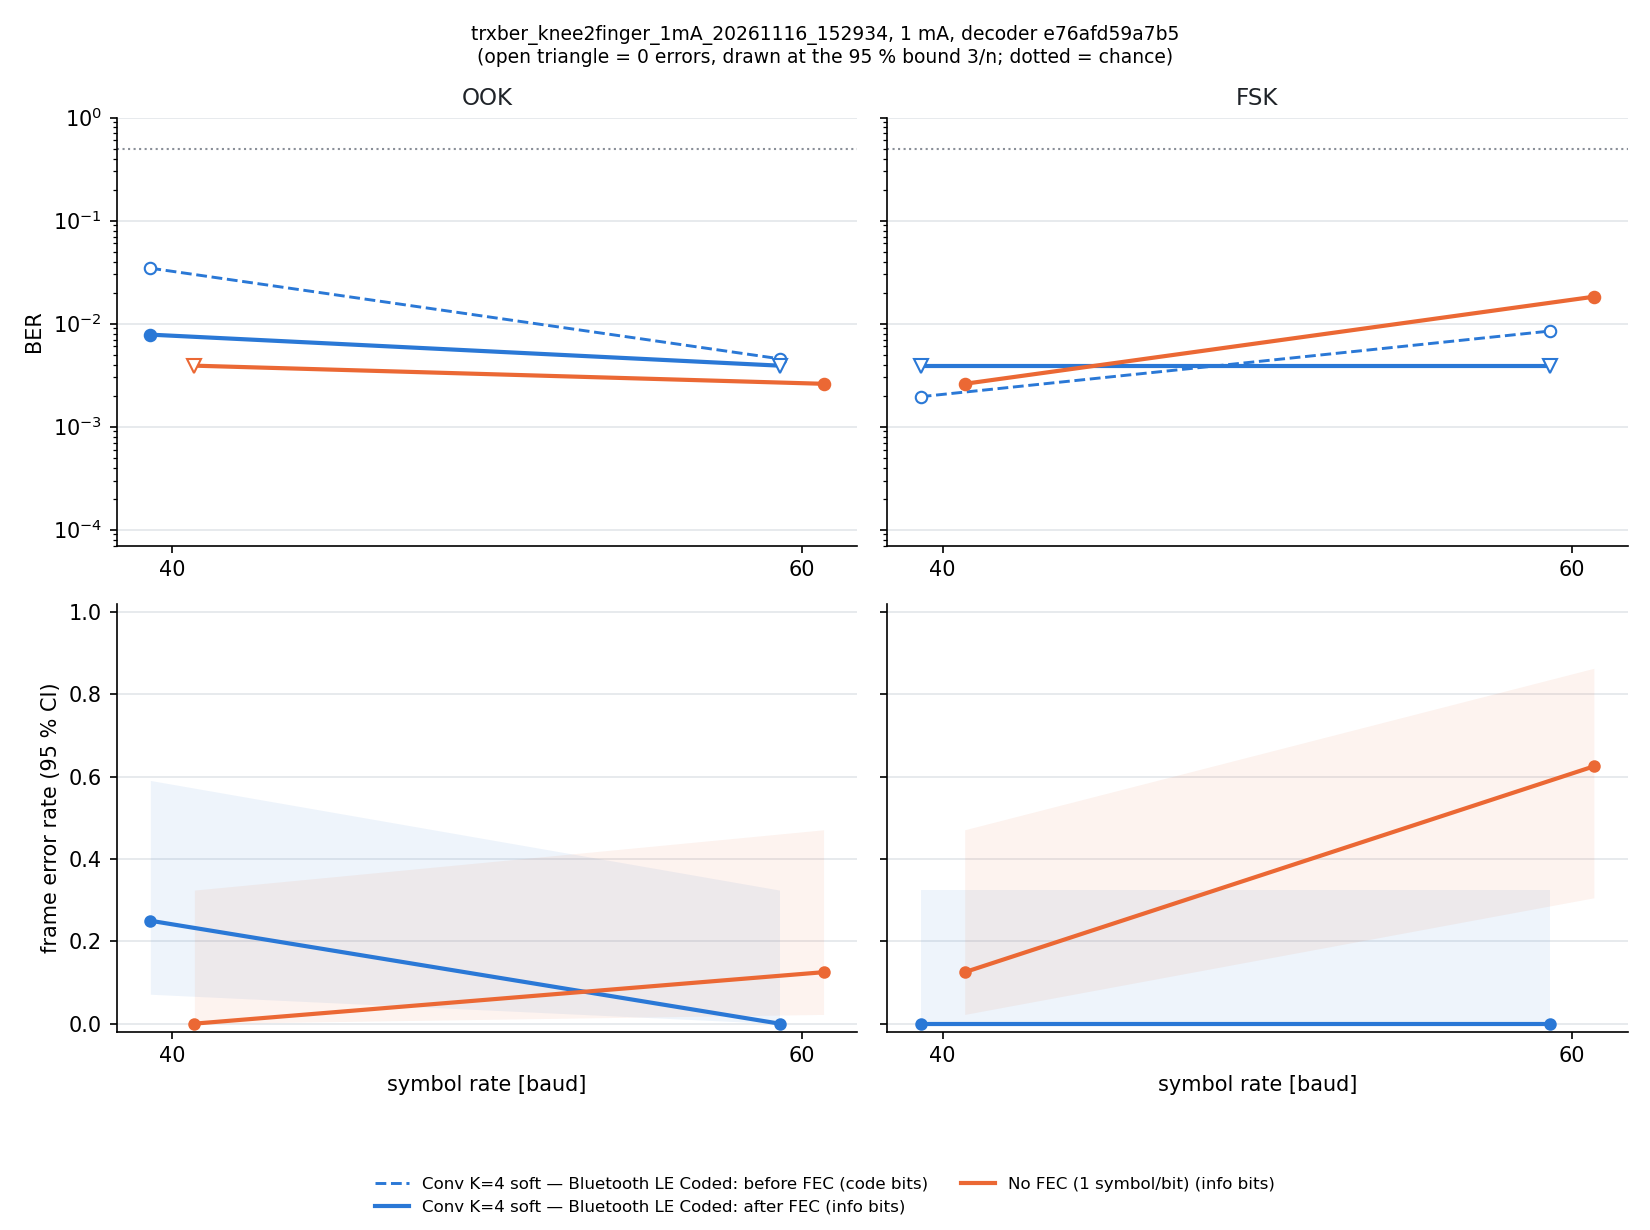 trxber_knee2finger_1mA_20261116_152934, 1 mA, decoder e76afd59a7b5
(open triangle = 0 errors, drawn at the 95 % bound 3/n; dotted = chance)
OOK
FSK
10⁰
10⁻¹
10⁻²
10⁻³
10⁻⁴
BER
40
60
40
60
1.0
0.8
0.6
0.4
0.2
0.0
frame error rate (95 % CI)
40
60
40
60
symbol rate [baud]
symbol rate [baud]
Conv K=4 soft — Bluetooth LE Coded: before FEC (code bits)
Conv K=4 soft — Bluetooth LE Coded: after FEC (info bits)
No FEC (1 symbol/bit) (info bits)